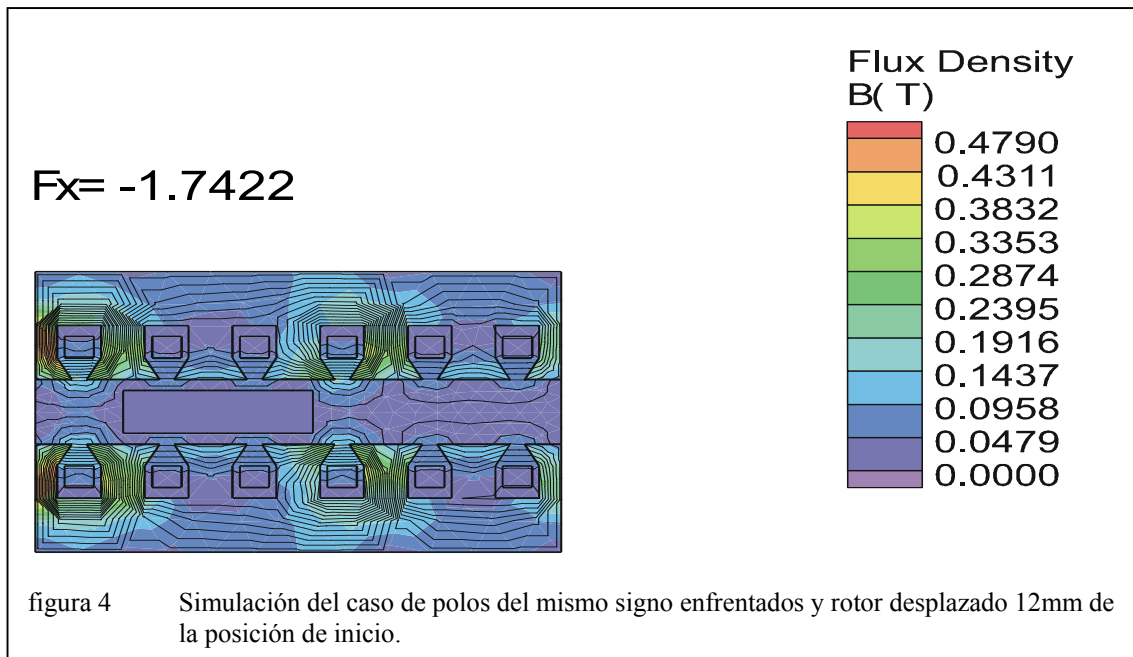 Flux Density
B( T)
Fx= -1.7422
0.4790
0.4311
0.3832
0.3353
0.2874
0.2395
0.1916
0.1437
0.0958
0.0479
0.0000
figura 4 Simulación del caso de polos del mismo signo enfrentados y rotor desplazado 12mm de
la posición de inicio.